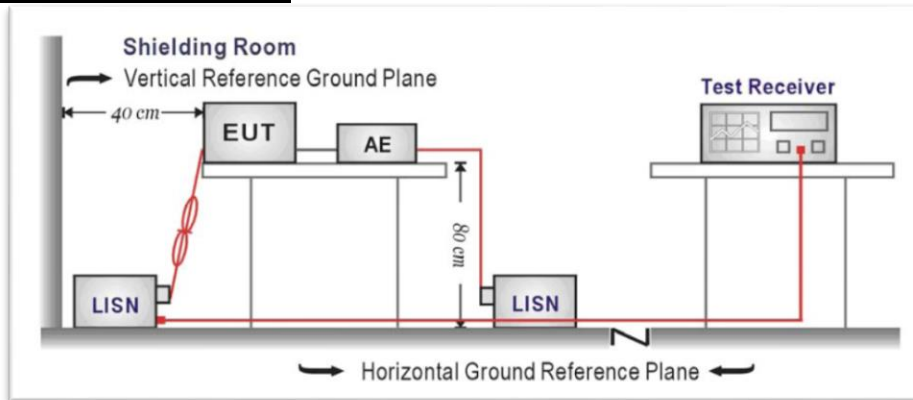 Shielding Room
Vertical Reference Ground Plane
Test Receiver
40 cm
EUT
AE
80 cm
LISN
LISN
Horizontal Ground Reference Plane